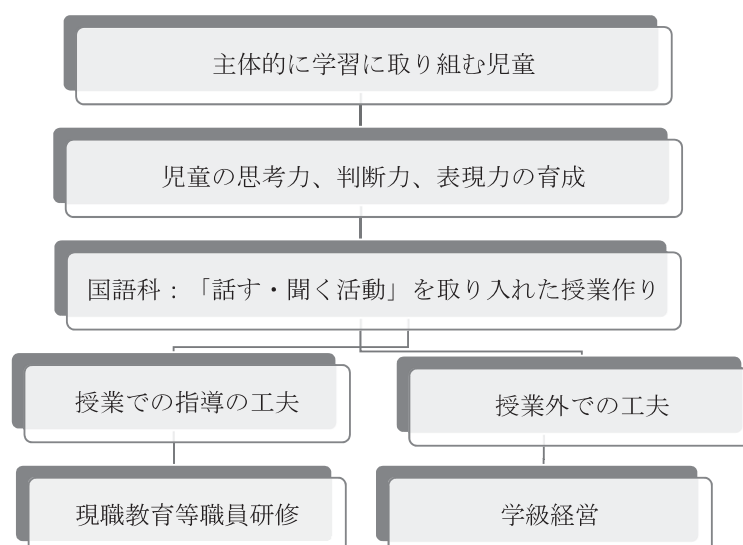 主体的に学習に取り組む児童
児童の思考力、判断力、表現力の育成
国語科：「話す・聞く活動」を取り入れた授業作り
授業での指導の工夫
授業外での工夫
現職教育等職員研修
学級経営